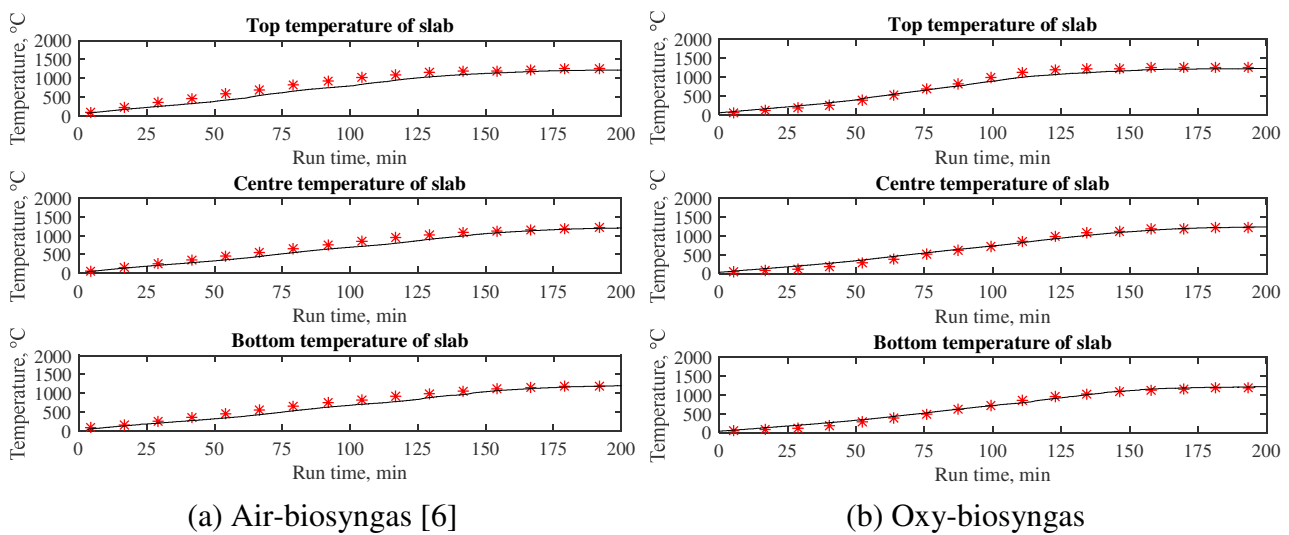 Top temperature of slab
Temperature, °C
2000
1500
1000
500
0
0 25 50 75 100 125 150 175 200
Run time, min
Centre temperature of slab
Temperature, °C
2000
1500
1000
500
0
0 25 50 75 100 125 150 175 200
Run time, min
Bottom temperature of slab
Temperature, °C
2000
1500
1000
500
0
0 25 50 75 100 125 150 175 200
Run time, min
(a) Air-biosyngas [6]
Top temperature of slab
Temperature, °C
2000
1500
1000
500
0
0 25 50 75 100 125 150 175 200
Run time, min
Centre temperature of slab
Temperature, °C
2000
1500
1000
500
0
0 25 50 75 100 125 150 175 200
Run time, min
Bottom temperature of slab
Temperature, °C
2000
1500
1000
500
0
0 25 50 75 100 125 150 175 200
Run time, min
(b) Oxy-biosyngas